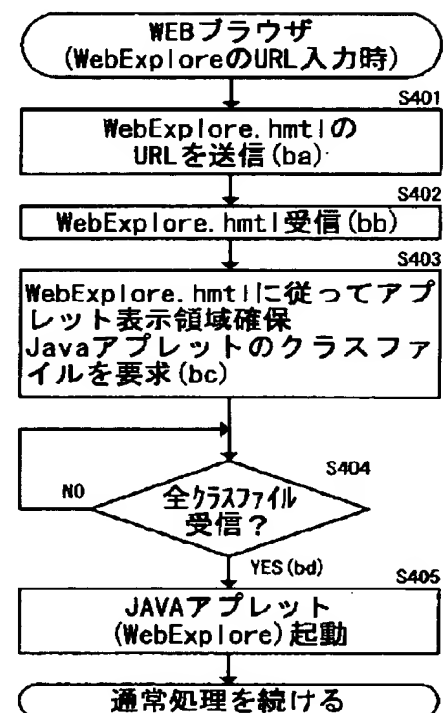 WEBブラウザ
(WebExploreのURL入力時)
S401
WebExplore.hmtlの
URLを送信(ba)
S402
WebExplore.hmtl受信(bb)
S403
WebExplore.hmtlに従ってアプ
レット表示領域確保
Javaアプレットのクラスファ
イルを要求(bc)
S404
NO
全クラスファイル
受信？
YES(bd)
S405
JAVAアプレット
(WebExplore)起動
通常処理を続ける